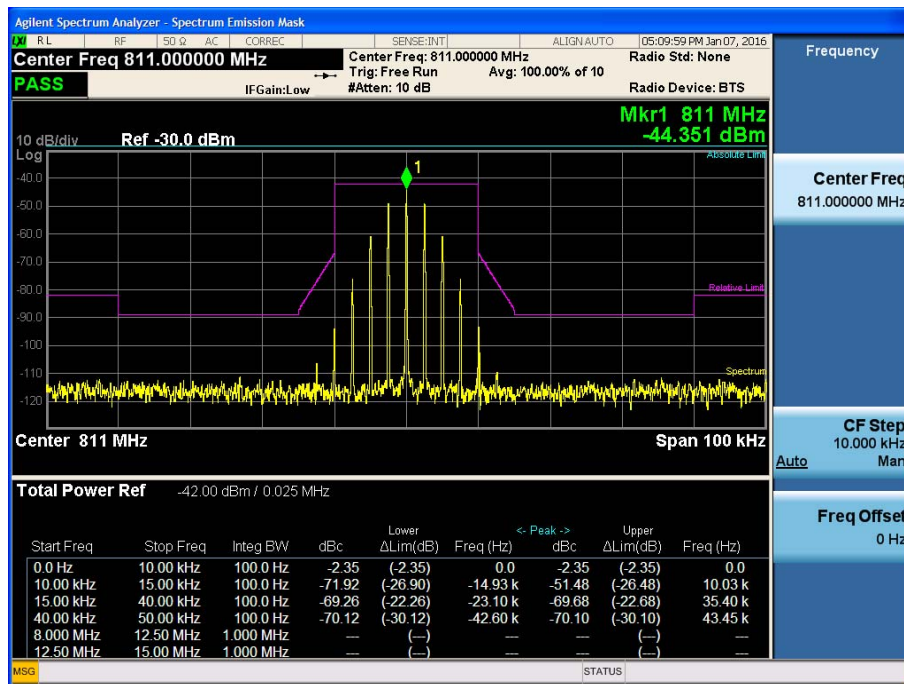 Agilent Spectrum Analyzer - Spectrum Emission Mask
LXI RL RF 50 Ω AC CORREC SENSE:INT ALIGN AUTO 05:09:59 PM Jan 07, 2016
Center Freq 811.000000 MHz
Center Freq: 811.000000 MHz
Radio Std: None
Trig: Free Run Avg: 100.00% of 10
PASS
IFGain:Low
#Atten: 10 dB
Radio Device: BTS
Frequency
Mkr1 811 MHz
-44.351 dBm
10 dB/div Ref -30.0 dBm
Log
Absolute Limit
1
-40.0
-50.0
-60.0
-70.0
-80.0
-90.0
-100
-110
-120
Relative Limit
Spectrum
Center 811 MHz Span 100 kHz
Center Freq
811.000000 MHz
CF Step
10.000 kHz
Auto Man
Freq Offset
0 Hz
Total Power Ref -42.00 dBm / 0.025 MHz
Lower <- Peak -> Upper
Start Freq Stop Freq Integ BW dBc ΔLim(dB) Freq (Hz) dBc ΔLim(dB) Freq (Hz)
0.0 Hz 10.00 kHz 100.0 Hz -2.35 (-2.35) 0.0 -2.35 (-2.35) 0.0
10.00 kHz 15.00 kHz 100.0 Hz -71.92 (-26.90) -14.93 k -51.48 (-26.48) 10.03 k
15.00 kHz 40.00 kHz 100.0 Hz -69.26 (-22.26) -23.10 k -69.68 (-22.68) 35.40 k
40.00 kHz 50.00 kHz 100.0 Hz -70.12 (-30.12) -42.60 k -70.10 (-30.10) 43.45 k
8.000 MHz 12.50 MHz 1.000 MHz --- (---) --- --- (---) ---
12.50 MHz 15.00 MHz 1.000 MHz --- (---) --- --- (---) ---
MSG STATUS